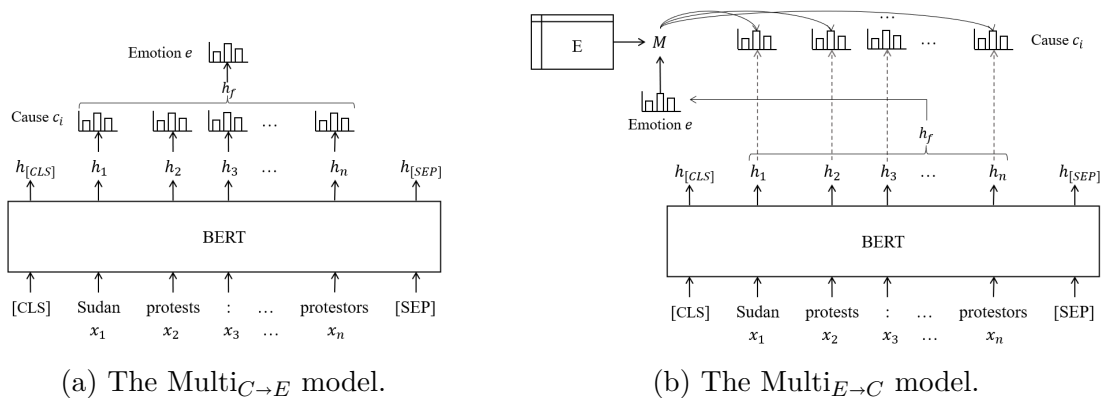 Emotion e
h_f
Cause c_i
...
h_[CLS] h_1 h_2 h_3 ... h_n h_[SEP]
BERT
[CLS] Sudan protests : ... protestors [SEP]
x_1 x_2 x_3 ... x_n
(a) The Multi_{C→E} model.
...
E M ... Cause c_i
Emotion e
h_f
h_[CLS] h_1 h_2 h_3 ... h_n h_[SEP]
BERT
[CLS] Sudan protests : ... protestors [SEP]
x_1 x_2 x_3 ... x_n
(b) The Multi_{E→C} model.